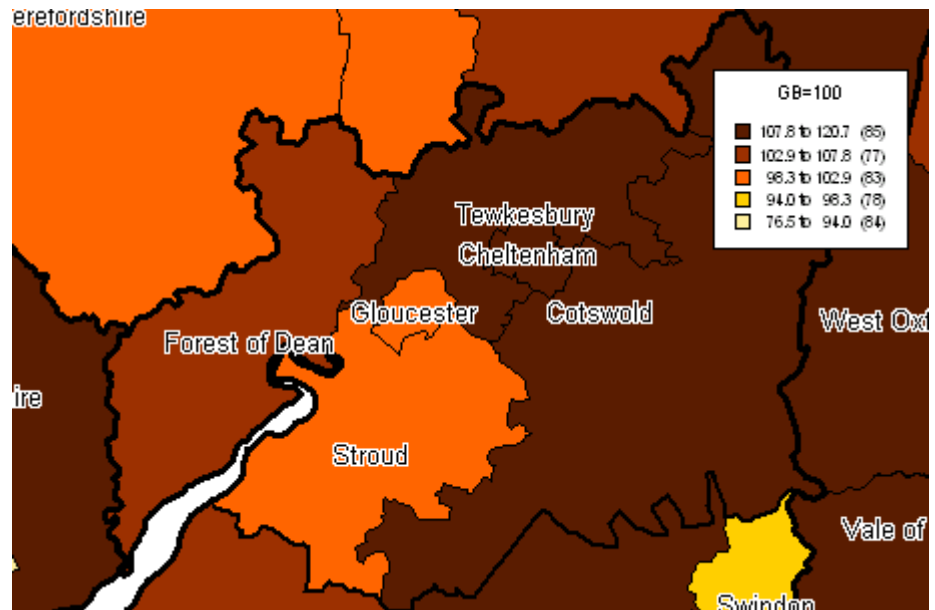 erefordshire
GB=100
107.8 to 120.7 (85)
102.9 to 107.8 (77)
98.3 to 102.9 (83)
94.0 to 98.3 (78)
76.5 to 94.0 (84)
Tewkesbury
Cheltenham
Gloucester
Cotswold
West Oxf
Forest of Dean
ire
Stroud
Vale of
Swindon